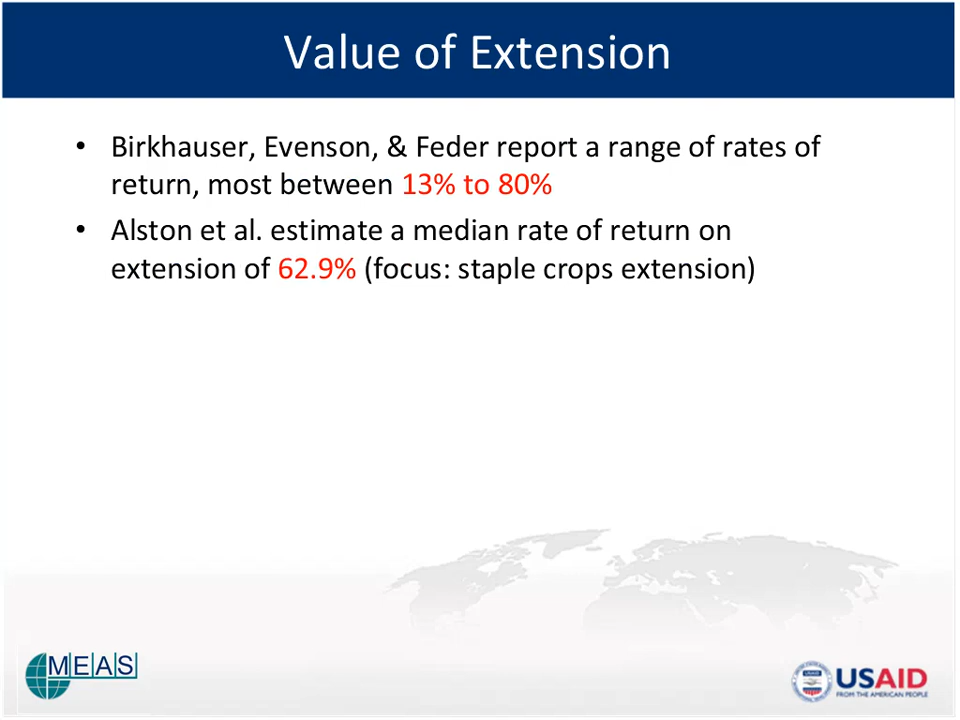 Value of Extension
• Birkhauser, Evenson, & Feder report a range of rates of
return, most between 13% to 80%
• Alston et al. estimate a median rate of return on
extension of 62.9% (focus: staple crops extension)
MEAS
USAID
FROM THE AMERICAN PEOPLE